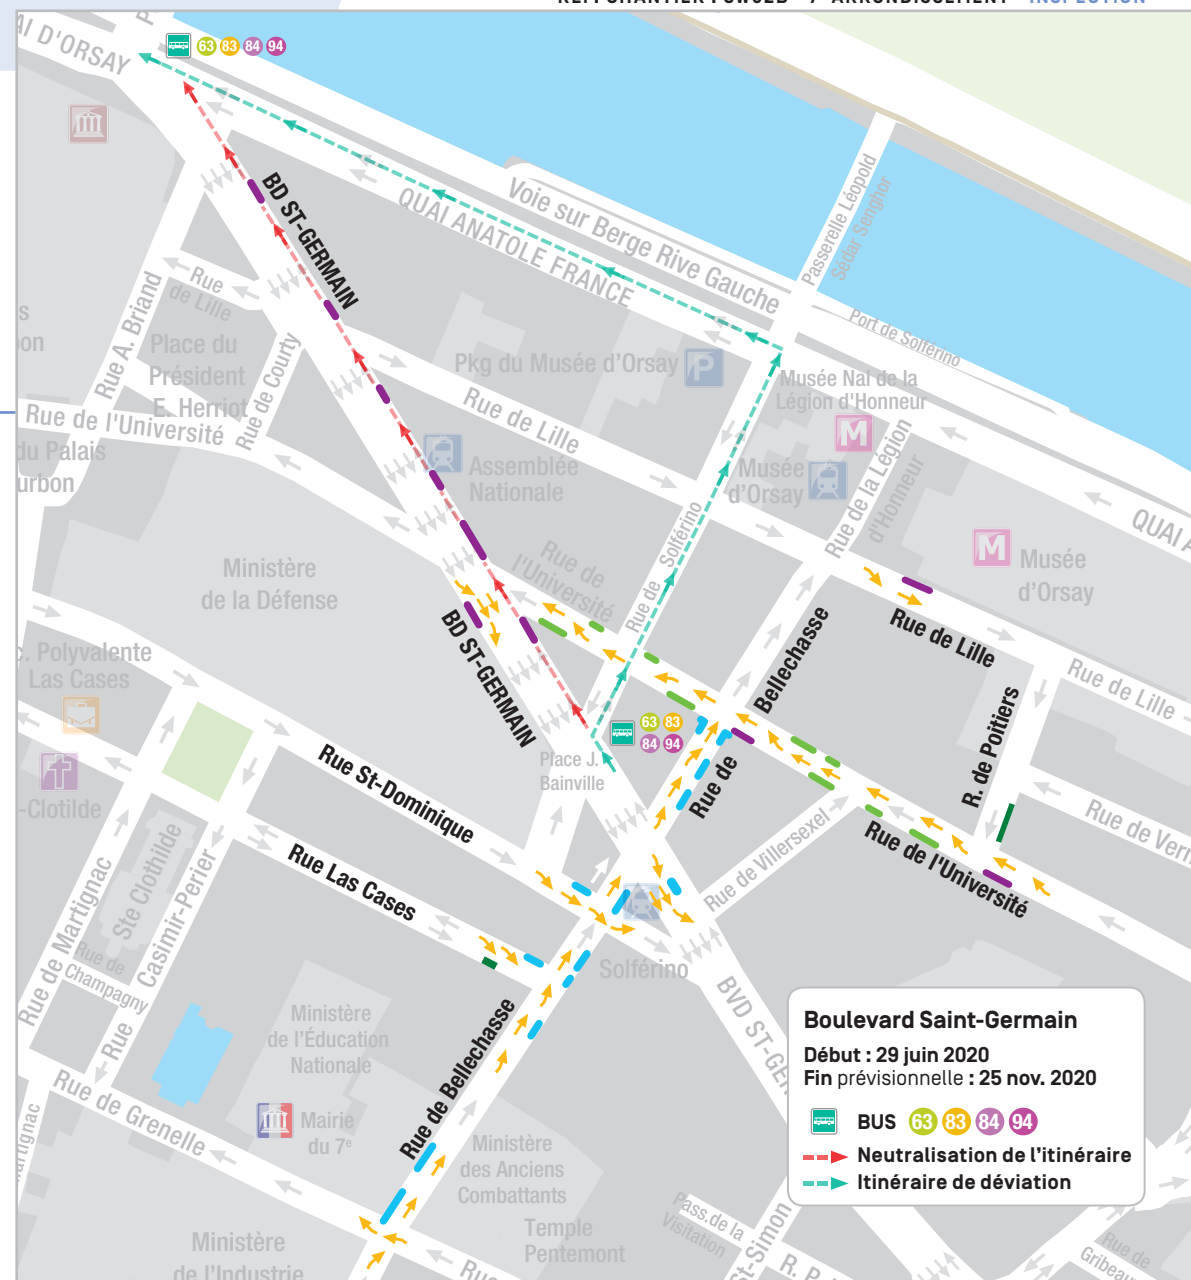 7 ARRONDISSEMENT
INSPECTION
AI D'ORSAY
63 83 84 94
BD ST-GERMAIN
QUAI ANATOLE FRANCE
Voie sur Berge Rive Gauche
Passerelle Léopold
Sédar Senghor
Port de Solférino
Rue
de Lille
Rue A. Briand
Place du
Président
E. Herriot
Rue de Courty
Rue de l'Université
du Palais
urbon
Pkg du Musée d'Orsay
P
Rue de Lille
Musée Nal de la
Légion d'Honneur
M
Assemblée
Nationale
Musée
d'Orsay
Rue de la Légion
d'Honneur
QUAI A
M
Musée
d'Orsay
Rue de Solférino
Rue de
l'Université
Ministère
de la Défense
BD ST-GERMAIN
Rue de Lille
Rue de Lille
Bellechasse
Rue de
R. de Poitiers
c. Polyvalente
Las Cases
-Clotilde
63 83
84 94
Place J.
Bainville
Rue St-Dominique
Rue Las Cases
Rue de Villersexel
Rue de l'Université
Rue de Vern
Rue de Martignac
Ste Clothilde
Rue Casimir-Perier
Rue de
Champagny
Solférino
BVD ST-GER
Ministère
de l'Éducation
Nationale
Rue de Bellechasse
Rue de Grenelle
Martignac
Mairie
du 7e
Ministère
des Anciens
Combattants
Temple
Pentemont
Ministère
de l'Industrie
Rue
Pass. de la
Visitation
St-Simon
R. P
Rue de
Gribeau
Boulevard Saint-Germain
Début : 29 juin 2020
Fin prévisionnelle : 25 nov. 2020
BUS 63 83 84 94
Neutralisation de l'itinéraire
Itinéraire de déviation